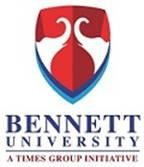 BENNETT
UNIVERSITY
A TIMES GROUP INITIATIVE